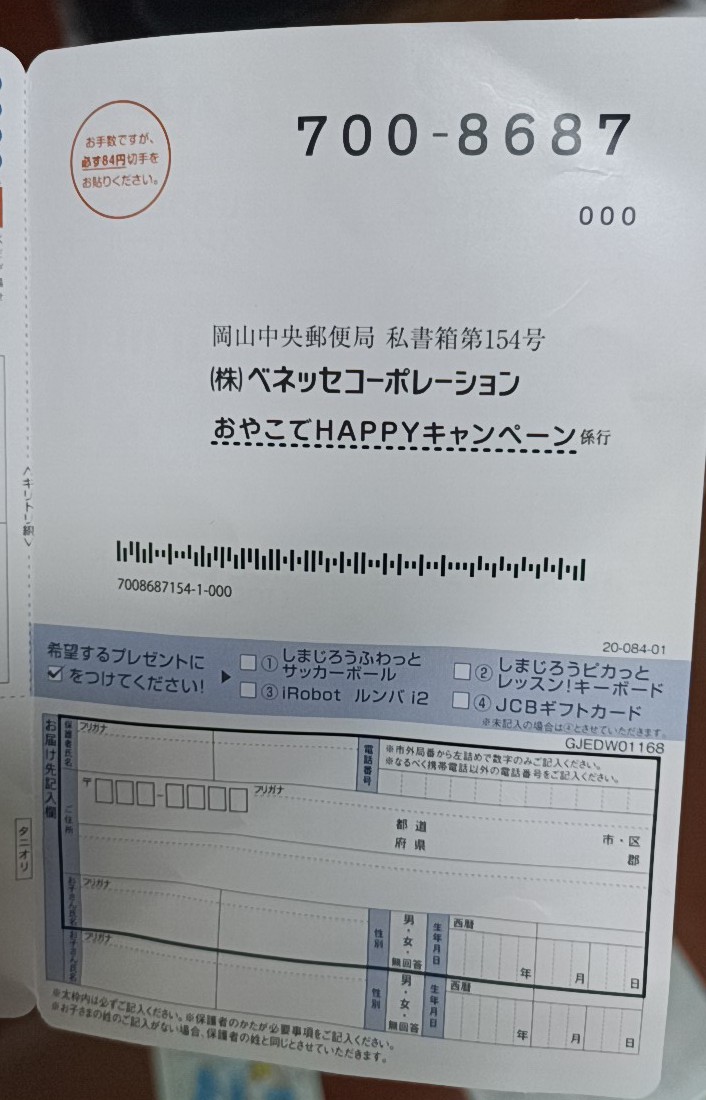 お手数ですが、
必ず84円切手を
お貼りください。
700-8687
000
岡山中央郵便局 私書箱第154号
(株)ベネッセコーポレーション
おやこでHAPPYキャンペーン係行
キリトリ線
7008687154-1-000
20-084-01
希望するプレゼントに
☑をつけてください!▶
□①しまじろうふわっと
サッカーボール
□②しまじろうピカっと
レッスン!キーボード
□③iRobot ルンバ i2
□④JCBギフトカード
※未記入の場合は④とさせていただきます。
GJEDW01168
お届け先記入欄
保護者氏名
フリガナ
電話番号
※市外局番から左詰めで数字のみご記入ください。
※なるべく携帯電話以外の電話番号をご記入ください。
ご住所
〒□□□-□□□□
フリガナ
都 道
府 県
市・区
郡
タニオリ
お子さん氏名
フリガナ
性別
男・女・無回答
生年月日
西暦
年 月 日
お子さん氏名
フリガナ
性別
男・女・無回答
生年月日
西暦
年 月 日
※太枠内は必ずご記入ください。※保護者のかたが必要事項をご記入ください。
※お子さまの姓のご記入がない場合、保護者の姓と同じとさせていただきます。